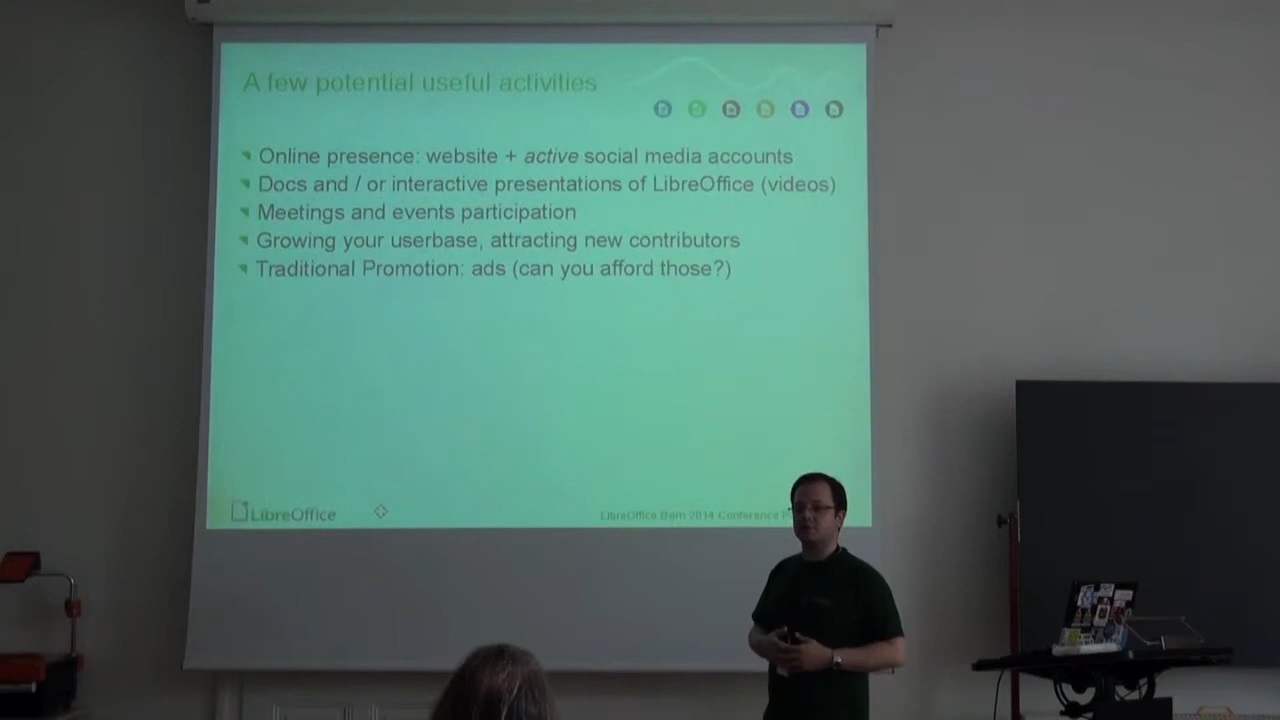 A few potential useful activities
Online presence: website + active social media accounts
Docs and / or interactive presentations of LibreOffice (videos)
Meetings and events participation
Growing your userbase, attracting new contributors
Traditional Promotion: ads (can you afford those?)
LibreOffice
LibreOffice Bern 2014 Conference